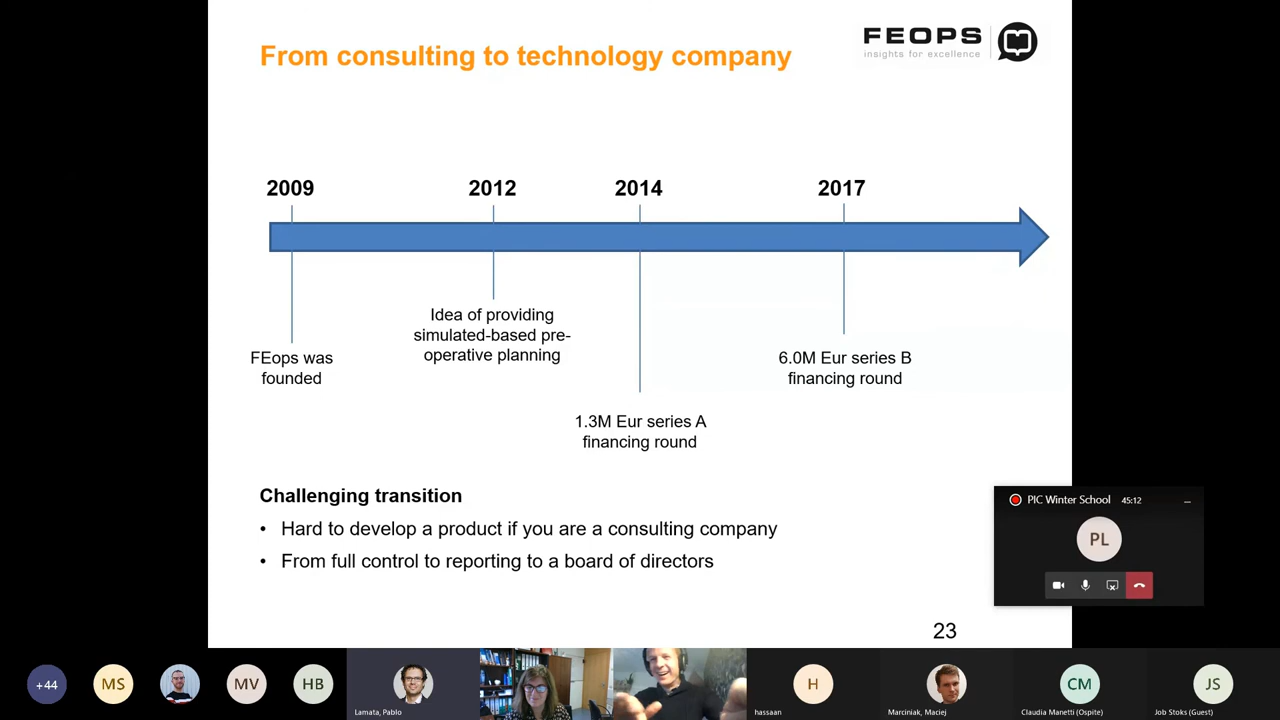 From consulting to technology company
FEOPS
insights for excellence
2009
2012
2014
2017
Idea of providing
simulated-based pre-
operative planning
FEops was
founded
6.0M Eur series B
financing round
1.3M Eur series A
financing round
Challenging transition
• Hard to develop a product if you are a consulting company
• From full control to reporting to a board of directors
PIC Winter School 45:12
PL
23
+44
MS
MV
HB
H
CM
JS
Lamata, Pablo
hassaan
Marciniak, Maciej
Claudia Manetti (Ospite)
Job Stoks (Guest)